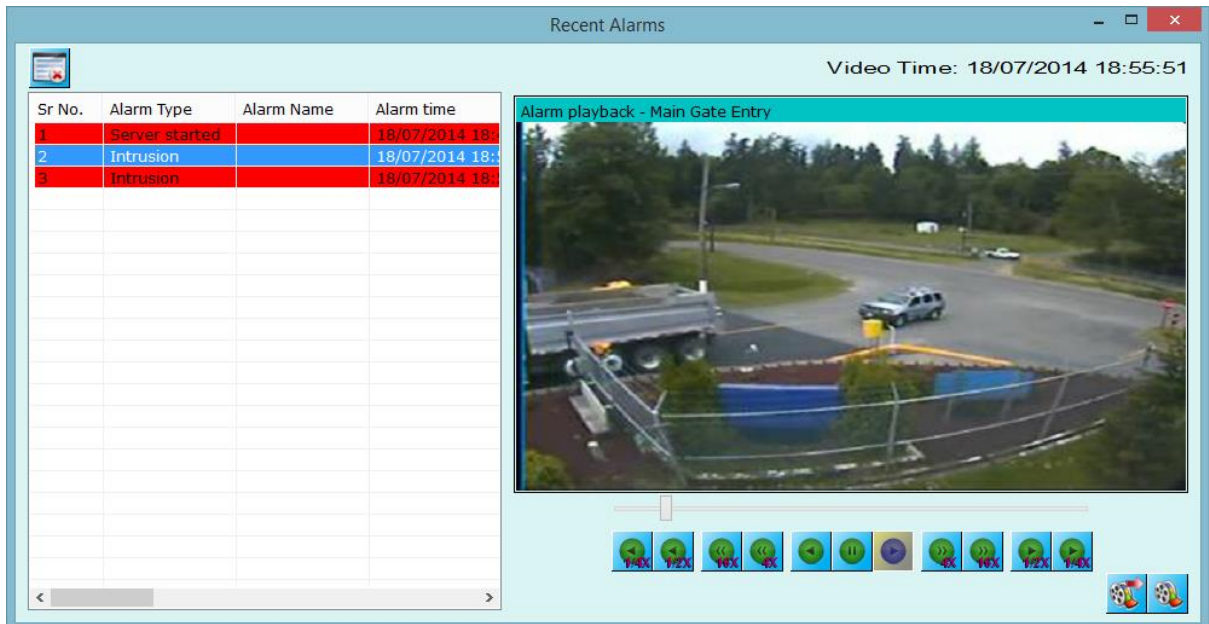 Recent Alarms
Video Time: 18/07/2014 18:55:51
Sr No. Alarm Type Alarm Name Alarm time
1 Server started 18/07/2014 18:
2 Intrusion 18/07/2014 18:
3 Intrusion 18/07/2014 18:
Alarm playback - Main Gate Entry
1/4X 1/2X 16X 4X 4X 16X 1/2X 1/4X